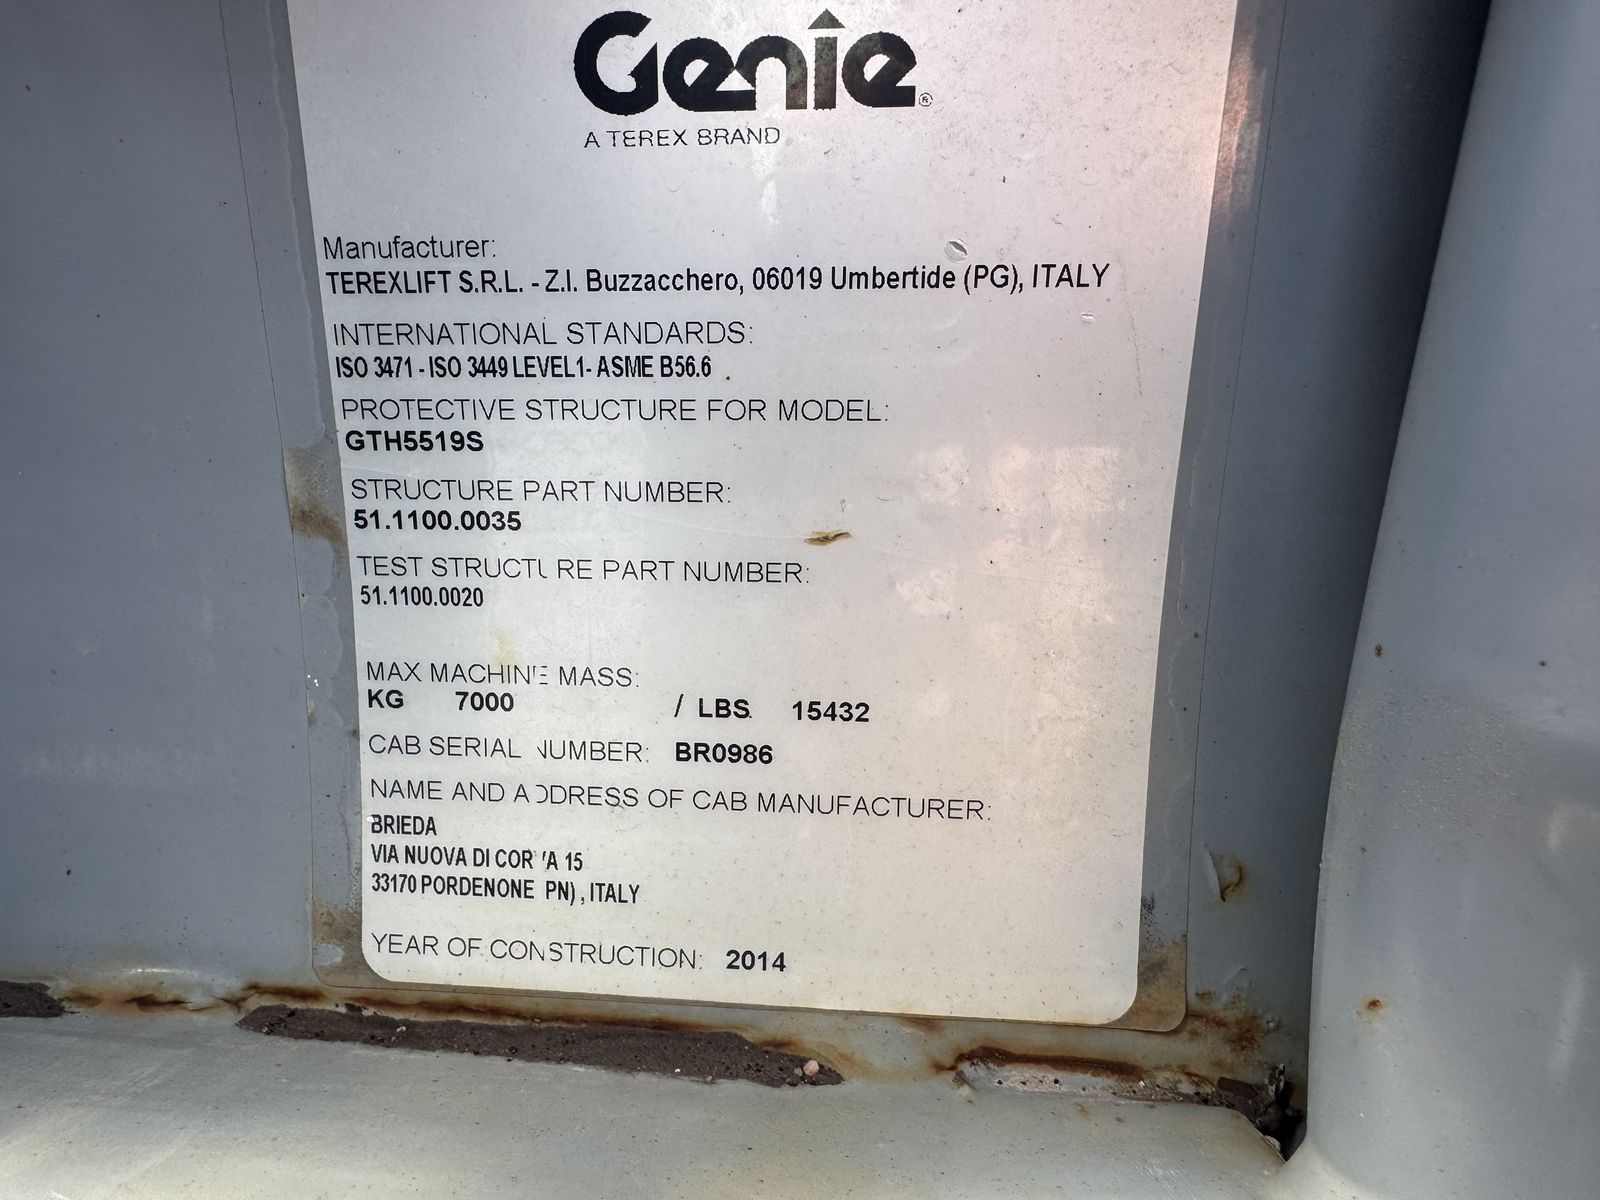 Genie®
A TEREX BRAND
Manufacturer:
TEREXLIFT S.R.L. - Z.I. Buzzacchero, 06019 Umbertide (PG), ITALY
INTERNATIONAL STANDARDS:
ISO 3471 - ISO 3449 LEVEL1- ASME B56.6
PROTECTIVE STRUCTURE FOR MODEL:
GTH5519S
STRUCTURE PART NUMBER:
51.1100.0035
TEST STRUCTURE PART NUMBER:
51.1100.0020
MAX MACHINE MASS:
KG 7000 / LBS 15432
CAB SERIAL NUMBER: BR0986
NAME AND ADDRESS OF CAB MANUFACTURER:
BRIEDA
VIA NUOVA DI CORVA 15
33170 PORDENONE PN) , ITALY
YEAR OF CONSTRUCTION: 2014